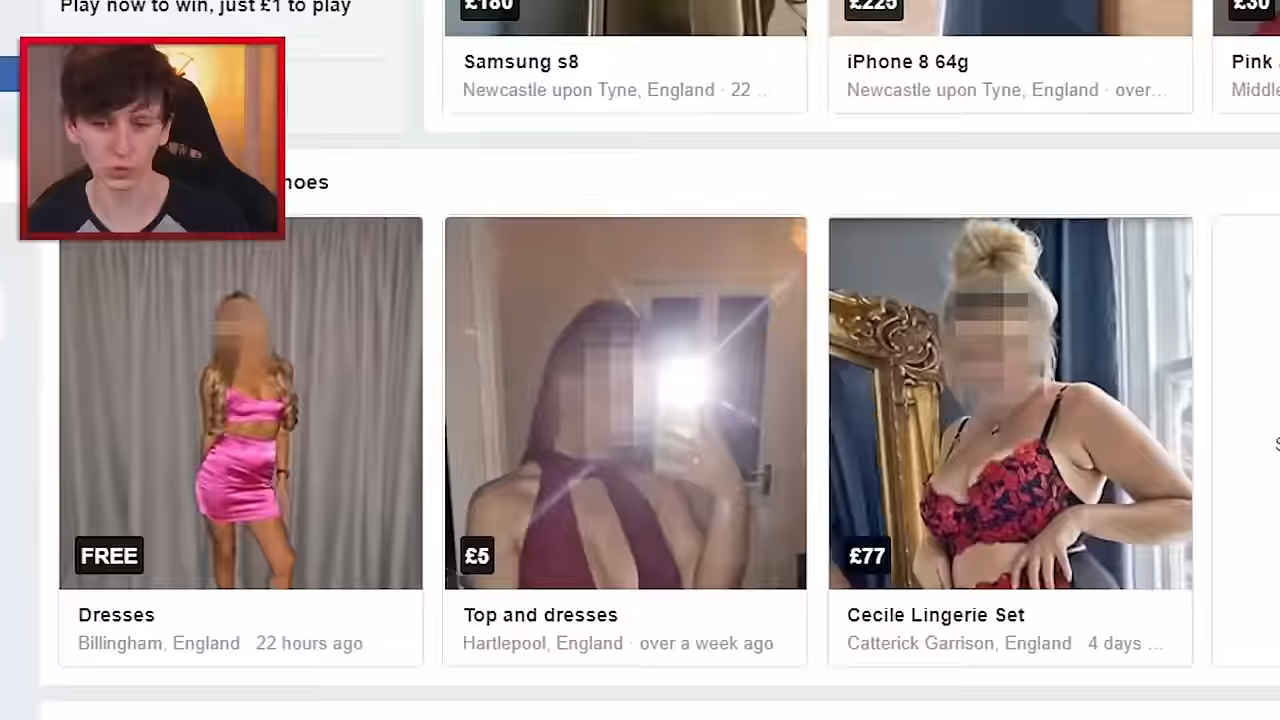 Play now to win, just £1 to play
£180
£225
£30
Samsung s8
iPhone 8 64g
Pink
Newcastle upon Tyne, England · 22 ...
Newcastle upon Tyne, England · over...
Middle
hoes
FREE
£5
£77
Dresses
Top and dresses
Cecile Lingerie Set
Billingham, England 22 hours ago
Hartlepool, England · over a week ago
Catterick Garrison, England 4 days ...